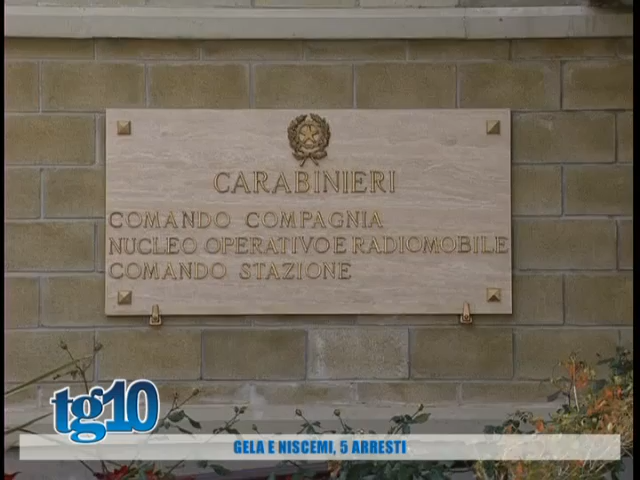 CARABINIERI
COMANDO COMPAGNIA
NUCLEO OPERATIVO E RADIOMOBILE
COMANDO STAZIONE
tg10
GELA E NISCEMI, 5 ARRESTI